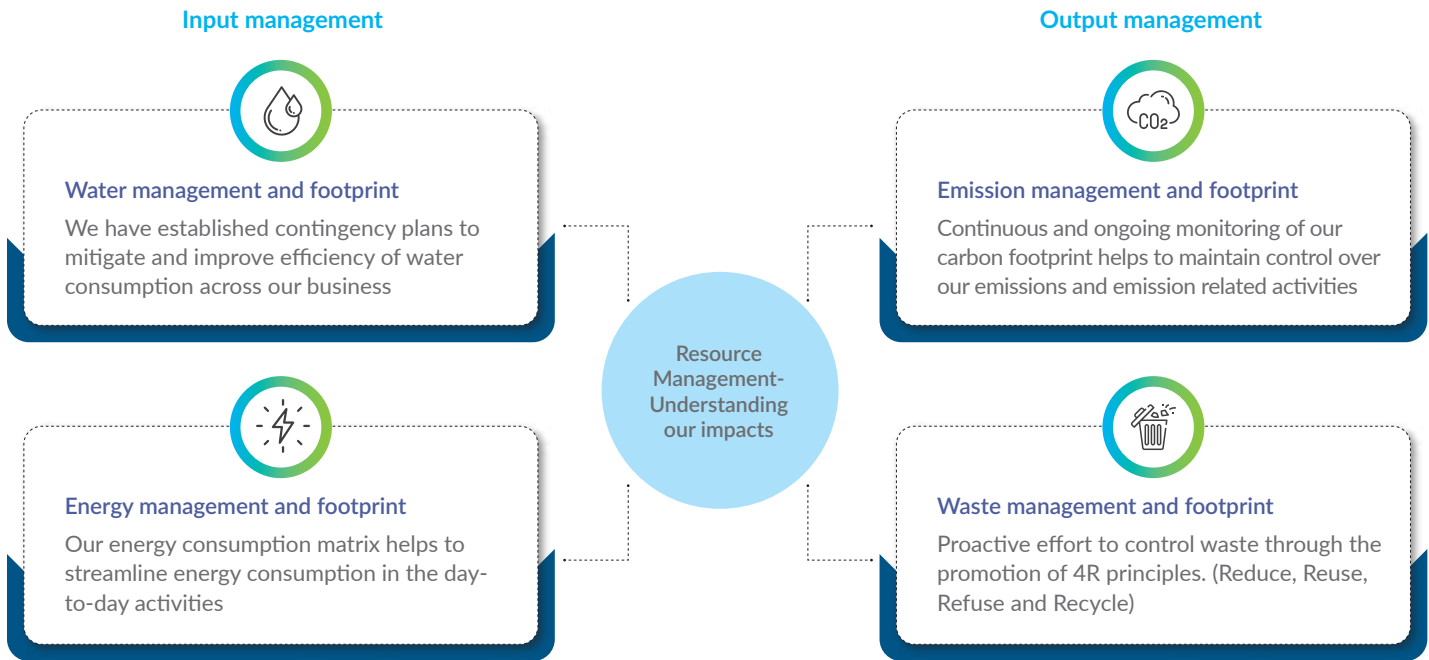 Input management
Water management and footprint
We have established contingency plans to
mitigate and improve efficiency of water
consumption across our business
Energy management and footprint
Our energy consumption matrix helps to
streamline energy consumption in the day-
to-day activities
Resource
Management-
Understanding
our impacts
Output management
CO2
Emission management and footprint
Continuous and ongoing monitoring of our
carbon footprint helps to maintain control over
our emissions and emission related activities
Waste management and footprint
Proactive effort to control waste through the
promotion of 4R principles. (Reduce, Reuse,
Refuse and Recycle)